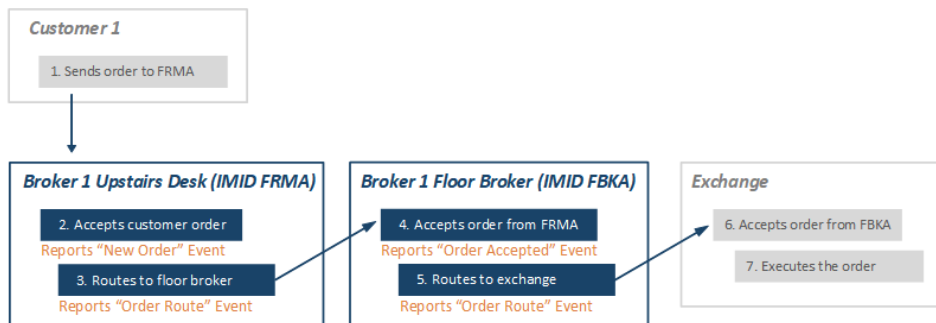 Customer 1
1. Sends order to FRMA
Broker 1 Upstairs Desk (IMID FRMA)
2. Accepts customer order
Reports “New Order” Event
3. Routes to floor broker
Reports “Order Route” Event
Broker 1 Floor Broker (IMID FBKA)
4. Accepts order from FRMA
Reports “Order Accepted” Event
5. Routes to exchange
Reports “Order Route” Event
Exchange
6. Accepts order from FBKA
7. Executes the order